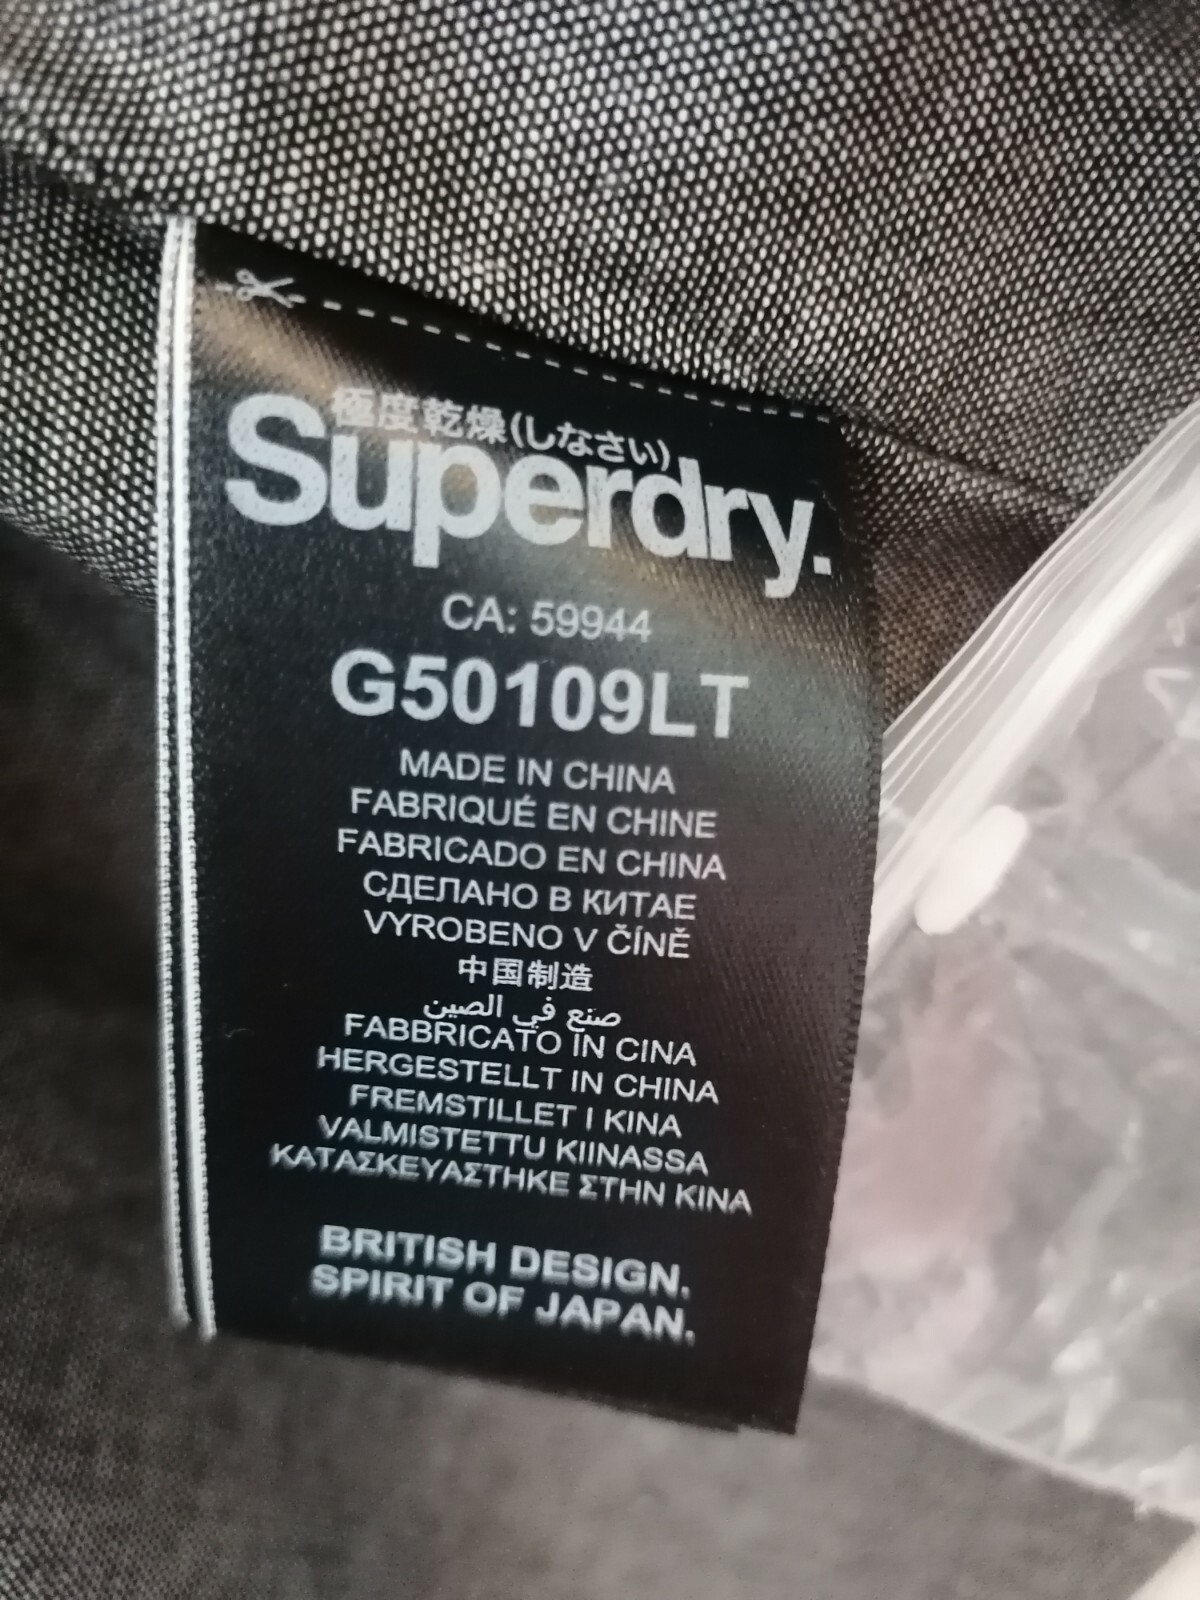 極度乾燥(しなさい)
Superdry.
CA: 59944
G50109LT
MADE IN CHINA
FABRIQUÉ EN CHINE
FABRICADO EN CHINA
СДЕЛАНО В КИТАЕ
VYROBENO V ČÍNĚ
中国制造
صنع في الصين
FABBRICATO IN CINA
HERGESTELLT IN CHINA
FREMSTILLET I KINA
VALMISTETTU KIINASSA
ΚΑΤΑΣΚΕΥΑΣΤΗΚΕ ΣΤΗΝ ΚΙΝΑ
BRITISH DESIGN.
SPIRIT OF JAPAN.